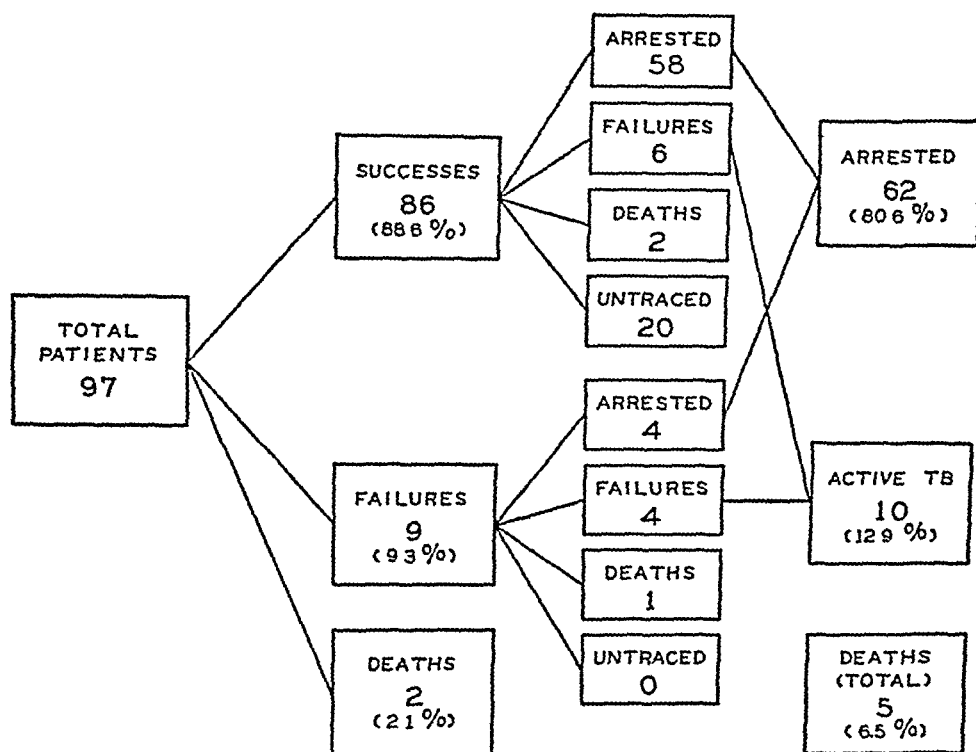 TOTAL
PATIENTS
97
SUCCESSES
86
(88.6%)
FAILURES
9
(9.3%)
DEATHS
2
(2.1%)
ARRESTED
58
FAILURES
6
DEATHS
2
UNTRACED
20
ARRESTED
4
FAILURES
4
DEATHS
1
UNTRACED
0
ARRESTED
62
(80.6%)
ACTIVE TB
10
(12.9%)
DEATHS
(TOTAL)
5
(6.5%)